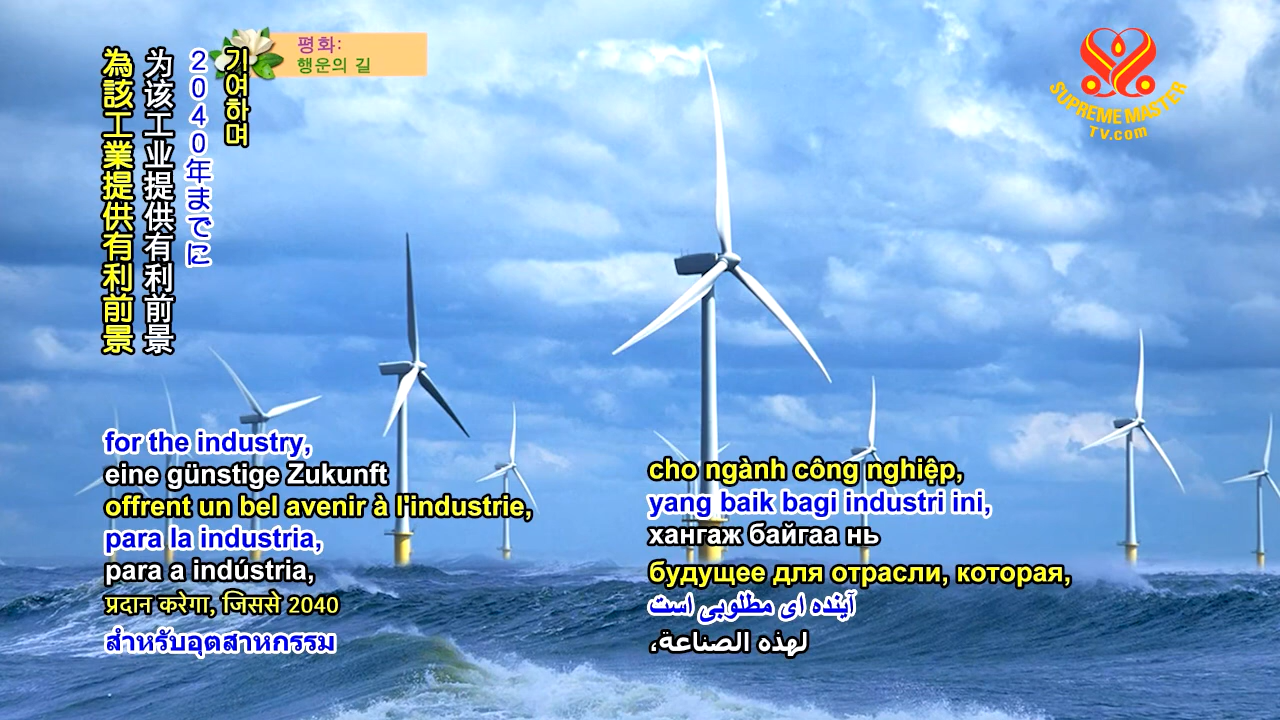 평화:
행운의 길
SUPREME MASTER
TV.com
為該工業提供有利前景
为该工业提供有利前景
2040年までに
기여하며
for the industry,
eine günstige Zukunft
offrent un bel avenir à l'industrie,
para la industria,
para a indústria,
प्रदान करेगा, जिससे 2040
สำหรับอุตสาหกรรม
cho ngành công nghiệp,
yang baik bagi industri ini,
хангаж байгаа нь
будущее для отрасли, которая,
آینده ای مطلوبی است
لهذه الصناعة،